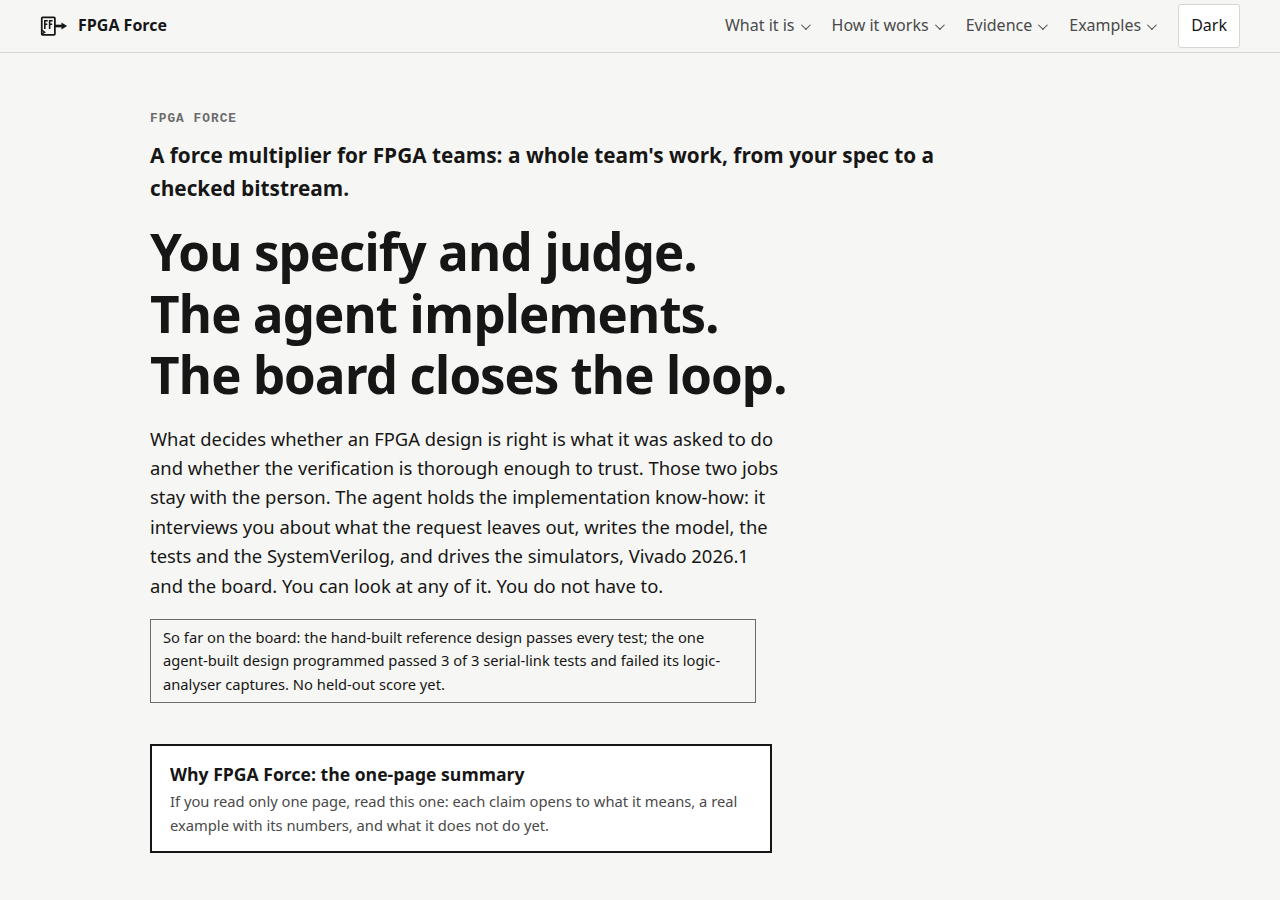 FF FPGA Force
What it is
How it works
Evidence
Examples
Dark
FPGA FORCE
A force multiplier for FPGA teams: a whole team's work, from your spec to a
checked bitstream.
You specify and judge.
The agent implements.
The board closes the loop.
What decides whether an FPGA design is right is what it was asked to do
and whether the verification is thorough enough to trust. Those two jobs
stay with the person. The agent holds the implementation know-how: it
interviews you about what the request leaves out, writes the model, the
tests and the SystemVerilog, and drives the simulators, Vivado 2026.1
and the board. You can look at any of it. You do not have to.
So far on the board: the hand-built reference design passes every test; the one
agent-built design programmed passed 3 of 3 serial-link tests and failed its logic-
analyser captures. No held-out score yet.
Why FPGA Force: the one-page summary
If you read only one page, read this one: each claim opens to what it means, a real
example with its numbers, and what it does not do yet.